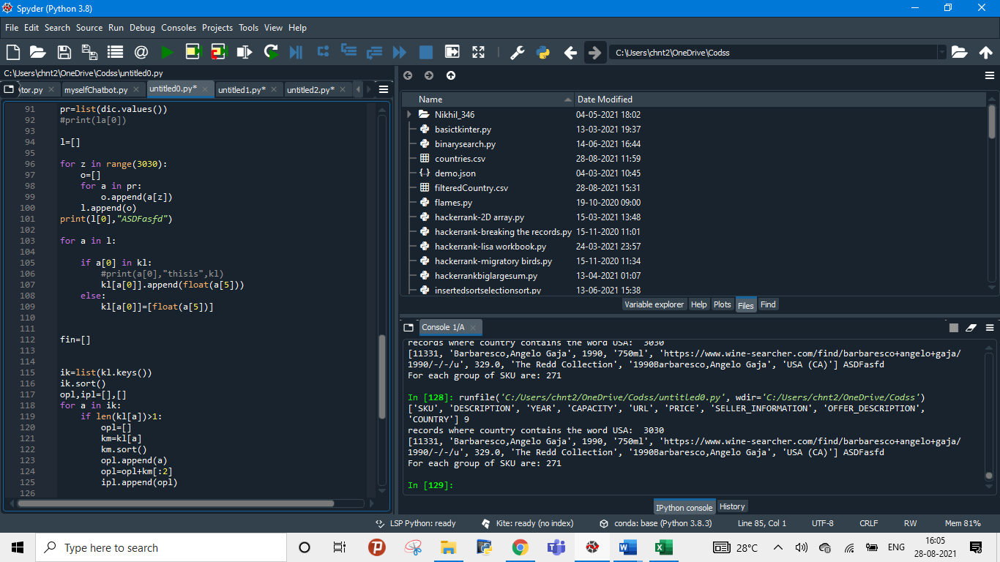 Spyder (Python 3.8)
File Edit Search Source Run Debug Consoles Projects Tools View Help
C:\Users\chnt2\OneDrive\Codss
C:\Users\chnt2\OneDrive\Codss\untitled0.py
tor.py myselfChatbot.py untitled0.py* untitled1.py* untitled2.py*
91 pr=list(dic.values())
92 #print(la[0])
93
94 l=[]
95
96 for z in range(3030):
97 o=[]
98 for a in pr:
99 o.append(a[z])
100 l.append(o)
101 print(l[0],"ASDFasfd")
102
103 for a in l:
104
105 if a[0] in kl:
106 #print(a[0],"thisis",kl)
107 kl[a[0]].append(float(a[5]))
108 else:
109 kl[a[0]]=[float(a[5])]
110
111
112 fin=[]
113
114
115 ik=list(kl.keys())
116 ik.sort()
117 opl,ipl=[],[]
118 for a in ik:
119 if len(kl[a])>1:
120 opl=[]
121 km=kl[a]
122 km.sort()
123 opl.append(a)
124 opl=opl+km[:2]
125 ipl.append(opl)
126
Name Date Modified
Nikhil_346 04-05-2021 18:02
basictkinter.py 13-03-2021 19:37
binarysearch.py 14-06-2021 16:44
countries.csv 28-08-2021 11:59
demo.json 04-03-2021 10:45
filteredCountry.csv 28-08-2021 15:31
flames.py 19-10-2020 09:00
hackerrank-2D array.py 15-03-2021 13:48
hackerrank-breaking the records.py 15-11-2020 11:01
hackerrank-lisa workbook.py 24-03-2021 23:57
hackerrank-migratory birds.py 15-11-2020 11:34
hackerrankbiglargesum.py 13-04-2021 01:07
insertedsortselectionsort.py 13-06-2021 15:38
Variable explorer Help Plots Files Find
Console 1/A
records where country contains the word USA: 3030
[11331, 'Barbaresco,Angelo Gaja', 1990, '750ml', 'https://www.wine-searcher.com/find/barbaresco+angelo+gaja/
1990/-/-/u', 329.0, 'The Redd Collection', '1990Barbaresco,Angelo Gaja', 'USA (CA)'] ASDFasfd
For each group of SKU are: 271
In [128]: runfile('C:/Users/chnt2/OneDrive/Codss/untitled0.py', wdir='C:/Users/chnt2/OneDrive/Codss')
['SKU', 'DESCRIPTION', 'YEAR', 'CAPACITY', 'URL', 'PRICE', 'SELLER_INFORMATION', 'OFFER_DESCRIPTION',
'COUNTRY'] 9
records where country contains the word USA: 3030
[11331, 'Barbaresco,Angelo Gaja', 1990, '750ml', 'https://www.wine-searcher.com/find/barbaresco+angelo+gaja/
1990/-/-/u', 329.0, 'The Redd Collection', '1990Barbaresco,Angelo Gaja', 'USA (CA)'] ASDFasfd
For each group of SKU are: 271
In [129]:
IPython console History
LSP Python: ready Kite: ready (no index) conda: base (Python 3.8.3) Line 85, Col 1 UTF-8 CRLF RW Mem 81%
Type here to search
28°C ENG 16:05
28-08-2021